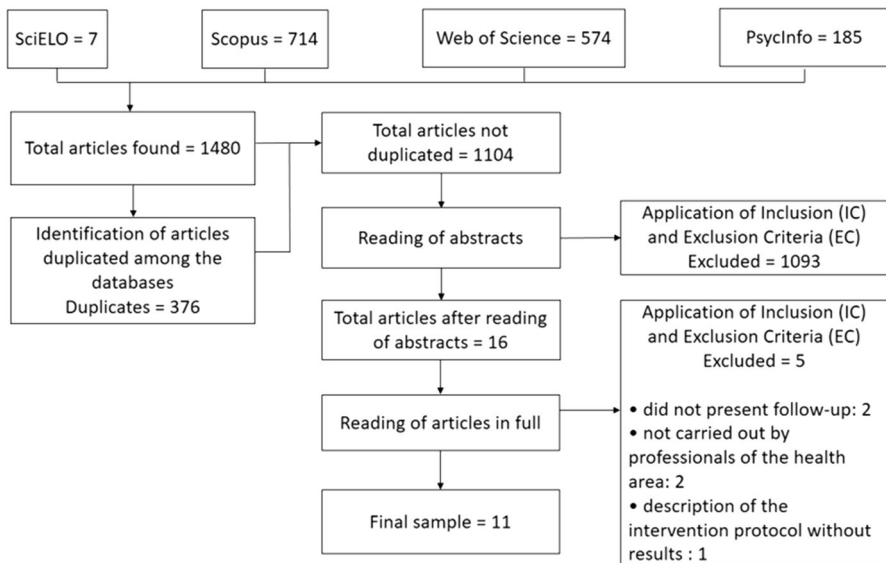 SciELO = 7
Scopus = 714
Web of Science = 574
PsycInfo = 185
Total articles found = 1480
Total articles not
duplicated = 1104
Identification of articles
duplicated among the
databases
Duplicates = 376
Reading of abstracts
Application of Inclusion (IC)
and Exclusion Criteria (EC)
Excluded = 1093
Total articles after reading
of abstracts = 16
Reading of articles in full
Application of Inclusion (IC)
and Exclusion Criteria (EC)
Excluded = 5
• did not present follow-up: 2
• not carried out by
professionals of the health
area: 2
• description of the
intervention protocol without
results : 1
Final sample = 11